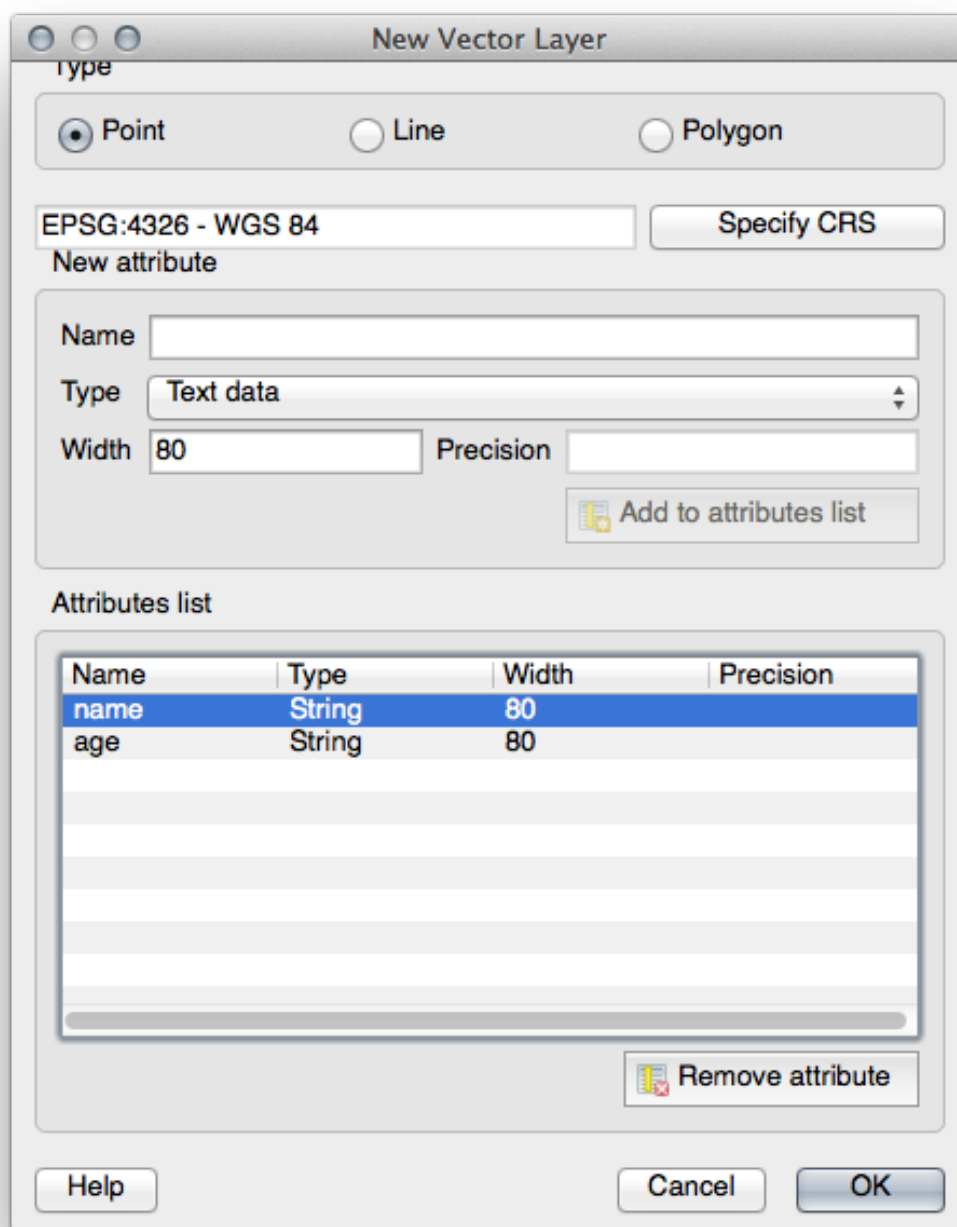 New Vector Layer
Type
Point Line Polygon
EPSG:4326 - WGS 84 Specify CRS
New attribute
Name
Type Text data
Width 80 Precision
Add to attributes list
Attributes list
Name Type Width Precision
name String 80
age String 80
Remove attribute
Help Cancel OK